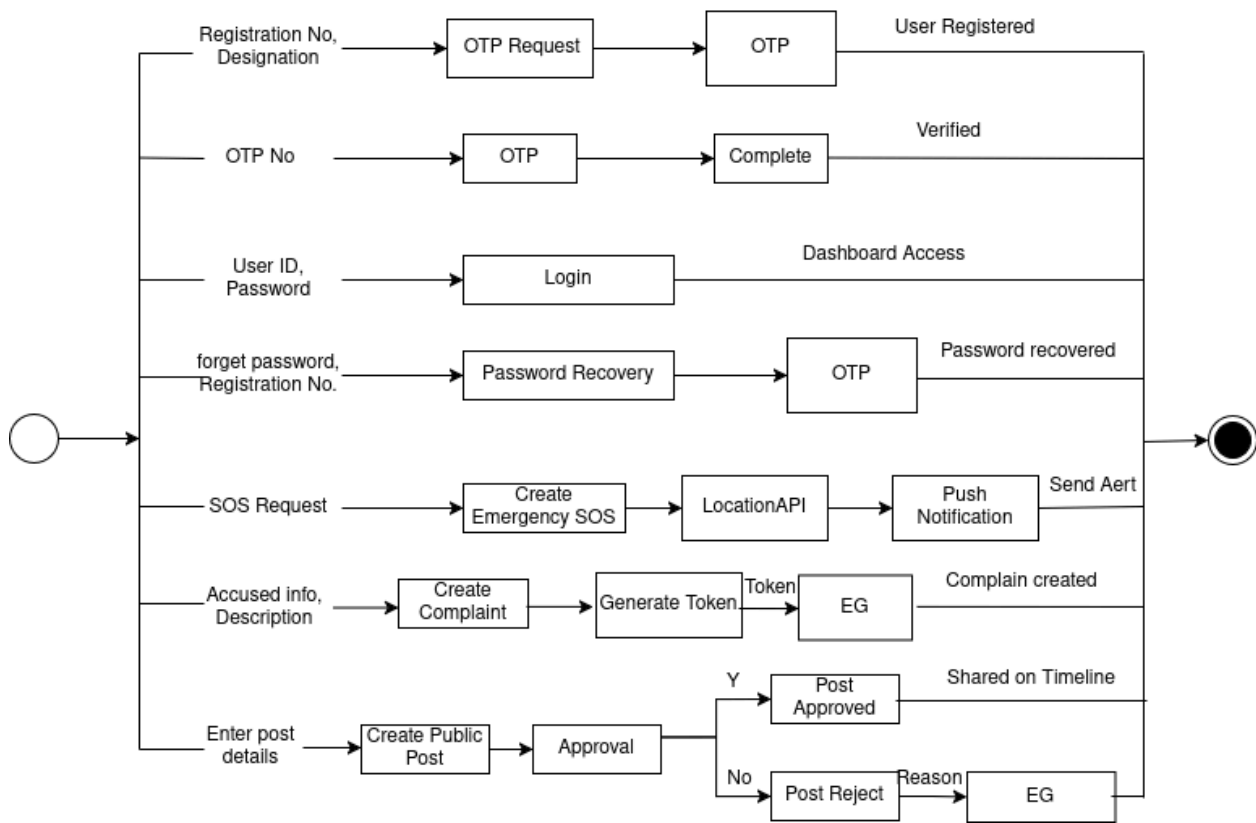 Registration No,
Designation
OTP Request
OTP
User Registered
OTP No
OTP
Complete
Verified
User ID,
Password
Login
Dashboard Access
forget password,
Registration No.
Password Recovery
OTP
Password recovered
SOS Request
Create
Emergency SOS
LocationAPI
Push
Notification
Send Aert
Accused info,
Description
Create
Complaint
Generate Token
Token
EG
Complain created
Enter post
details
Create Public
Post
Approval
Y
Post
Approved
Shared on Timeline
No
Post Reject
Reason
EG